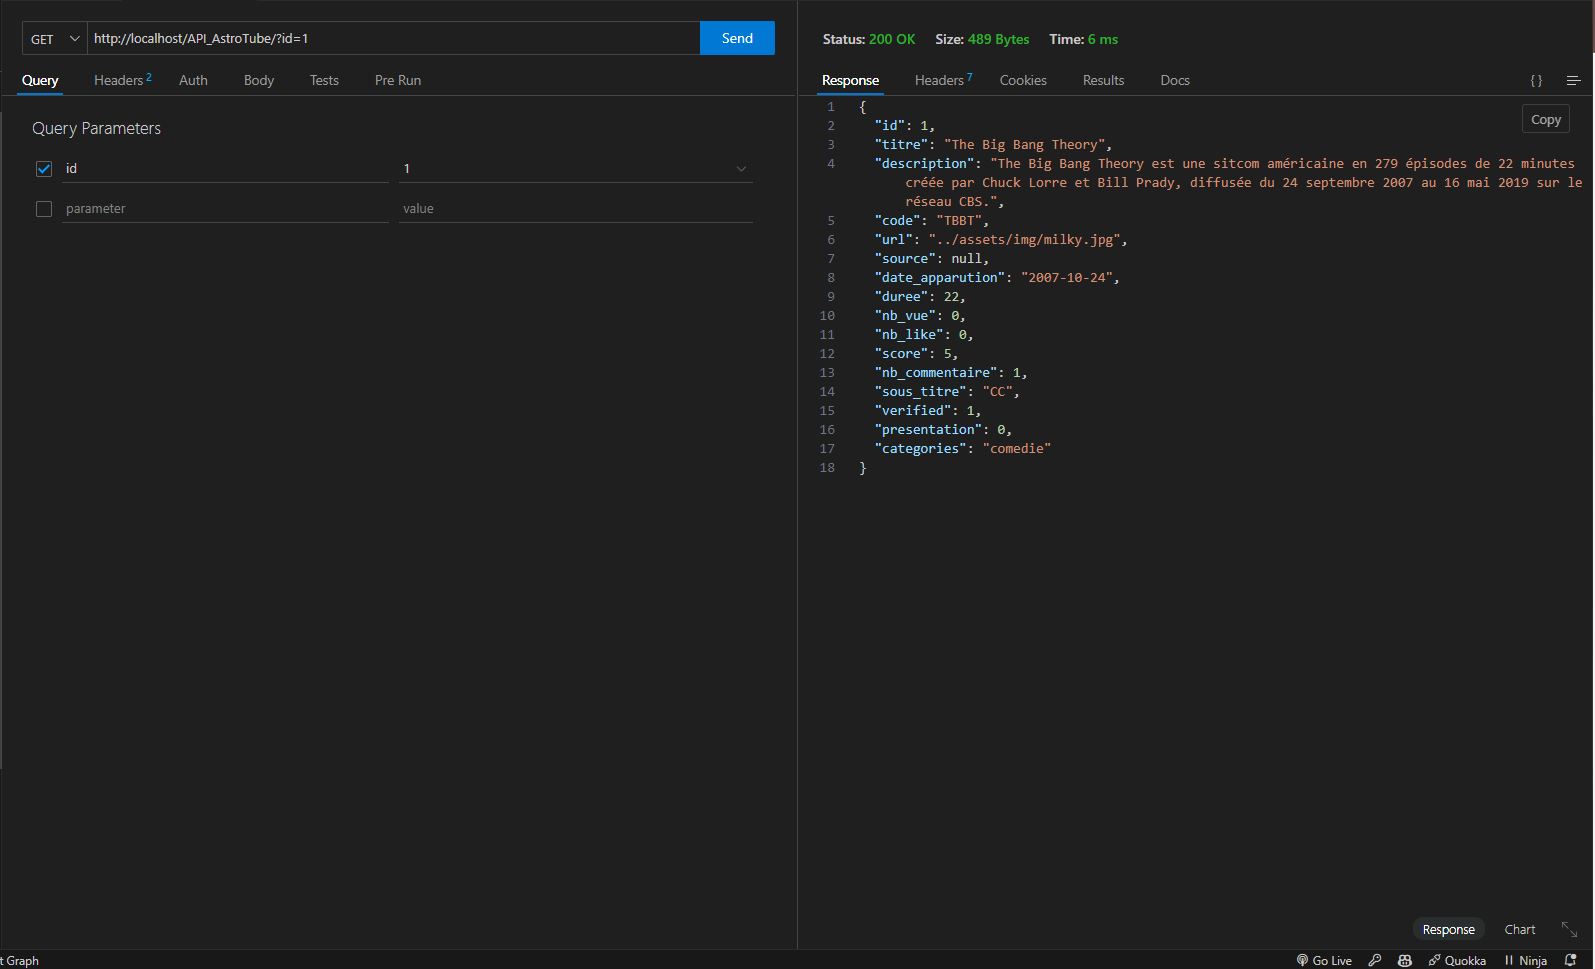 GET http://localhost/API_AstroTube/?id=1 Send
Query Headers 2 Auth Body Tests Pre Run
Query Parameters
id 1
parameter value
Status: 200 OK Size: 489 Bytes Time: 6 ms
Response Headers 7 Cookies Results Docs { }
Copy
1 {
2 "id": 1,
3 "titre": "The Big Bang Theory",
4 "description": "The Big Bang Theory est une sitcom américaine en 279 épisodes de 22 minutes
créée par Chuck Lorre et Bill Prady, diffusée du 24 septembre 2007 au 16 mai 2019 sur le
réseau CBS.",
5 "code": "TBBT",
6 "url": "../assets/img/milky.jpg",
7 "source": null,
8 "date_apparution": "2007-10-24",
9 "duree": 22,
10 "nb_vue": 0,
11 "nb_like": 0,
12 "score": 5,
13 "nb_commentaire": 1,
14 "sous_titre": "CC",
15 "verified": 1,
16 "presentation": 0,
17 "categories": "comedie"
18 }
Response Chart
t Graph Go Live Quokka Ninja